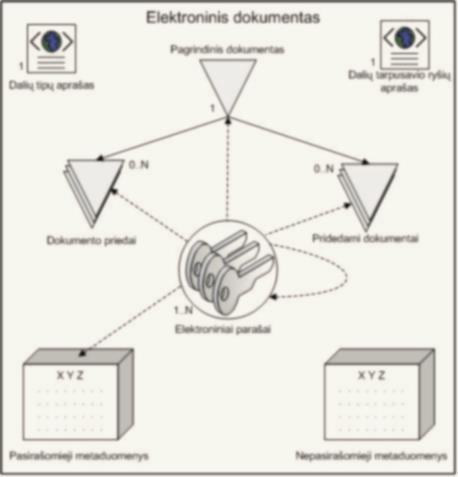 Elektroninis dokumentas
Pagrindinis dokumentas
1
Dalių tipų aprašas
1
Dalių tarpusavio ryšių
aprašas
1
0..N
0..N
Dokumento priedai
Pridedami dokumentai
1..N
Elektroniniai parašai
X Y Z
X Y Z
Pasirašomieji metaduomenys
Nepasirašomieji metaduomenys